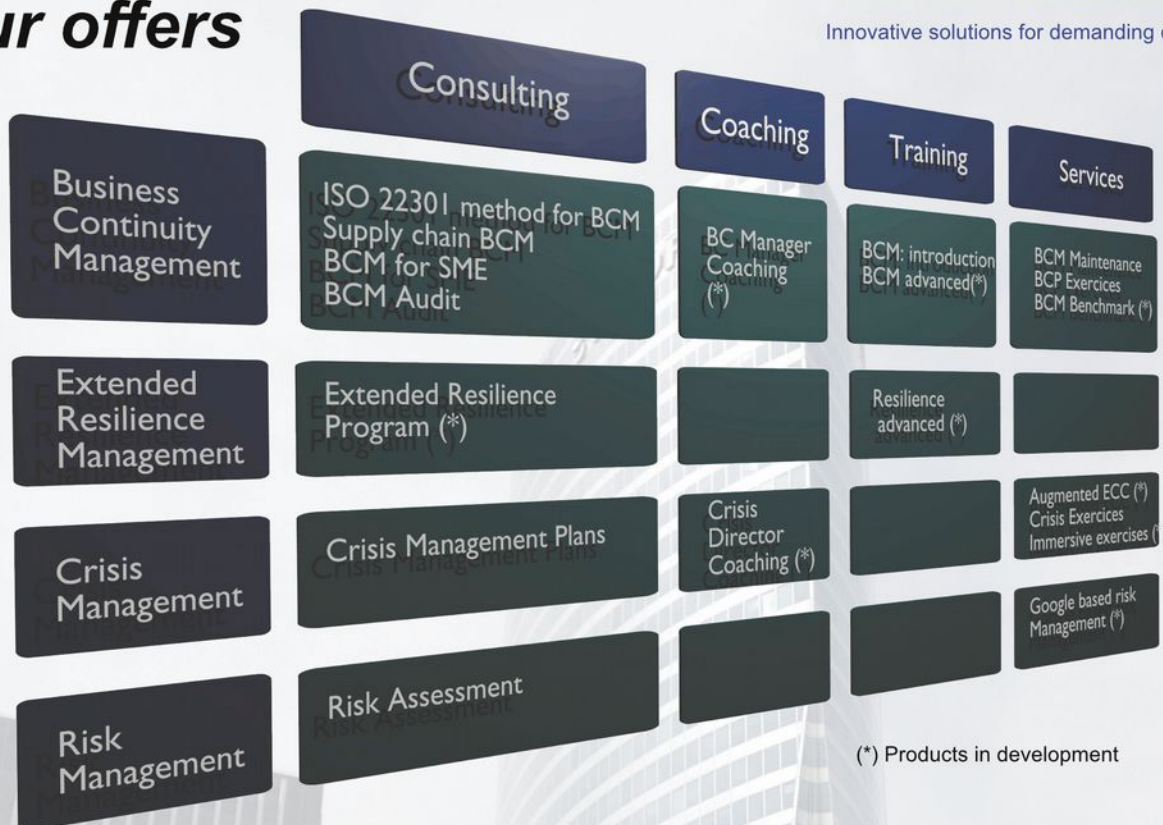 ur offers
Innovative solutions for demanding
Consulting
Coaching
Training
Services
Business
Continuity
Management
ISO 22301 method for BCM
Supply chain BCM
BCM for SME
BCM Audit
BC Manager
Coaching
(*)
BCM: introduction
BCM advanced(*)
BCM Maintenance
BCP Exercices
BCM Benchmark (*)
Extended
Resilience
Management
Extended Resilience
Program (*)
Resilience
advanced (*)
Crisis
Management
Crisis Management Plans
Crisis
Director
Coaching (*)
Augmented ECC (*)
Crisis Exercices
Immersive exercises (
Risk
Management
Risk Assessment
Google based risk
Management (*)
(*) Products in development